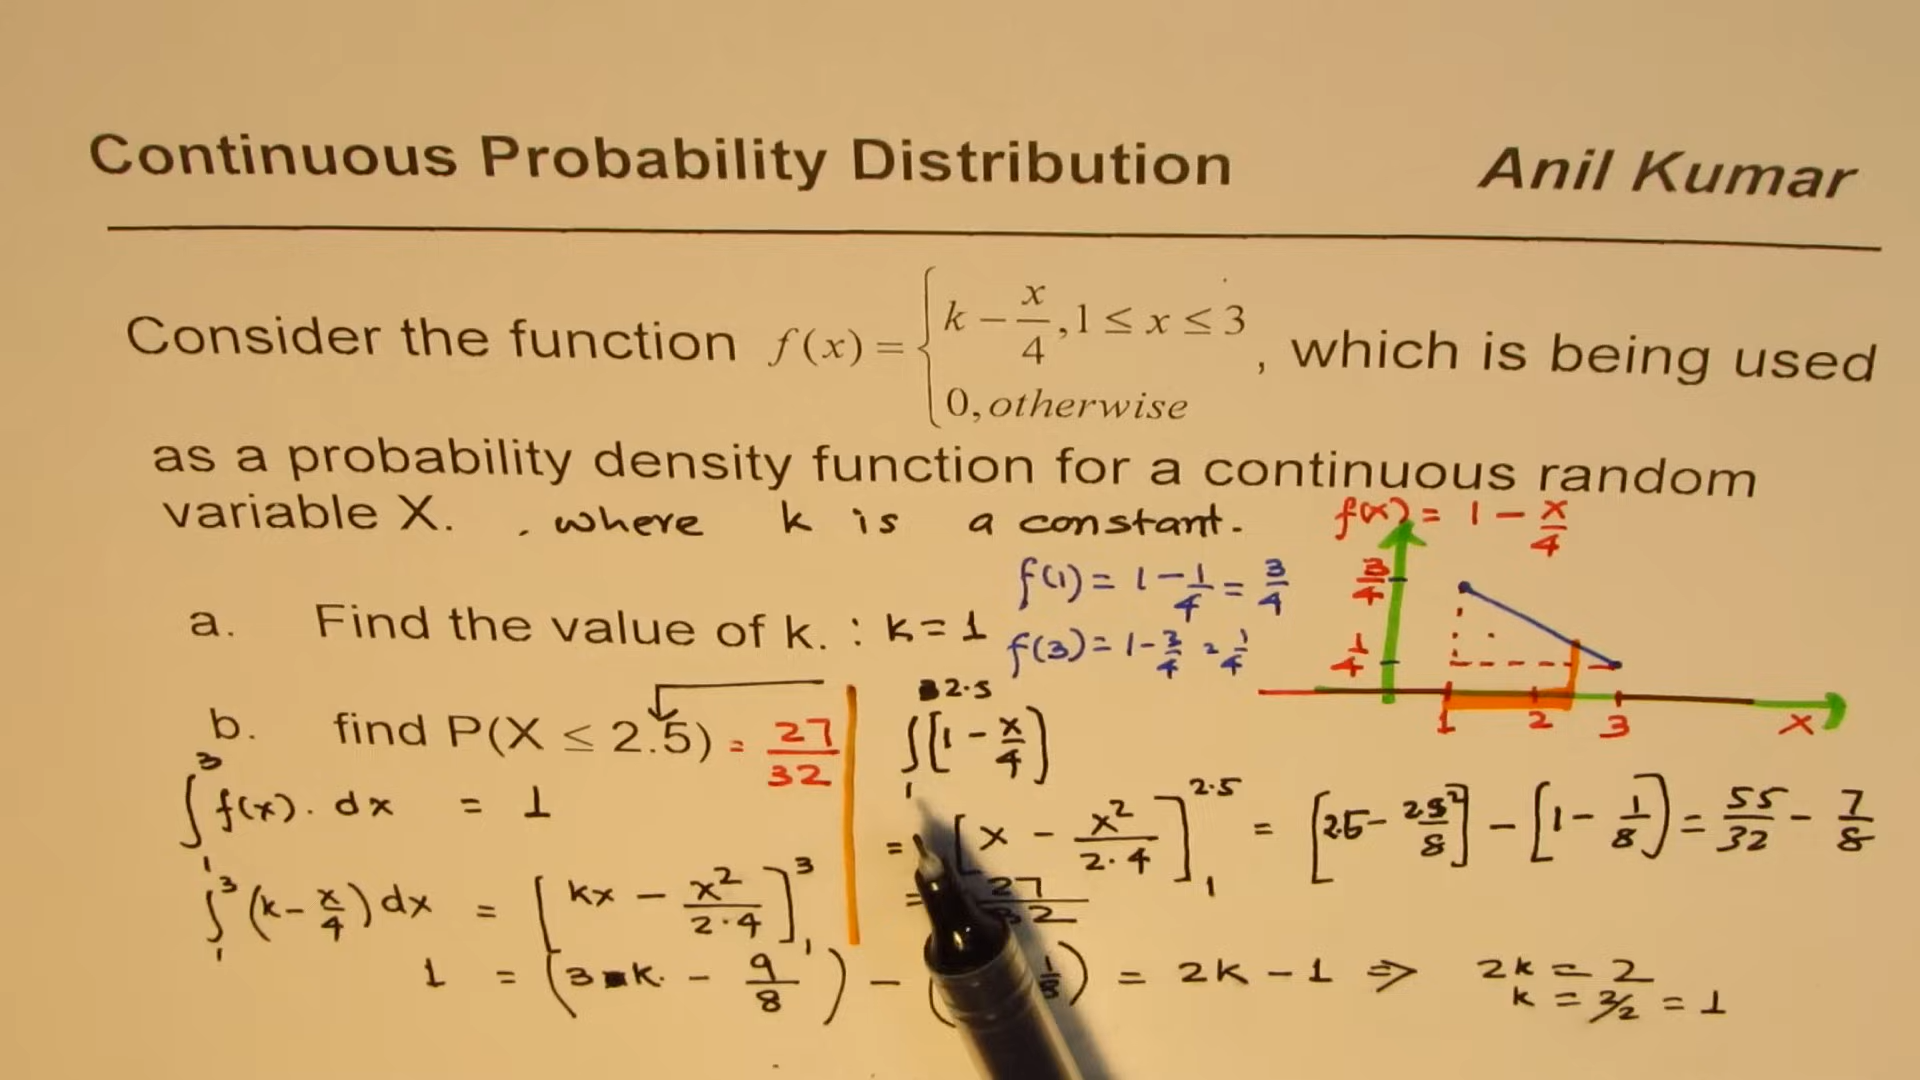 Continuous Probability Distribution Anil Kumar
Consider the function f(x) = { k - x/4, 1 ≤ x ≤ 3 , which is being used
0, otherwise
as a probability density function for a continuous random
variable X. , where k is a constant.
f(x) = 1 - x/4
a. Find the value of k. : k = 1
f(1) = 1 - 1/4 = 3/4
f(3) = 1 - 3/4 = 1/4
3/4
1/4
1 2 3 x
b. find P(X ≤ 2.5) = 27/32
∫₁³ f(x). dx = 1
∫₁³ (k - x/4) dx = [kx - x²/2·4]₁³
1 = (3 k. - 9/8) - ( 1/8) = 2k - 1 ⇒ 2k = 2
k = 2/2 = 1
∫₁^2.5 [1 - x/4]
= [x - x²/2·4]₁^2.5 = [2.5 - 2.5²/8] - [1 - 1/8] = 55/32 - 7/8
= 27/32